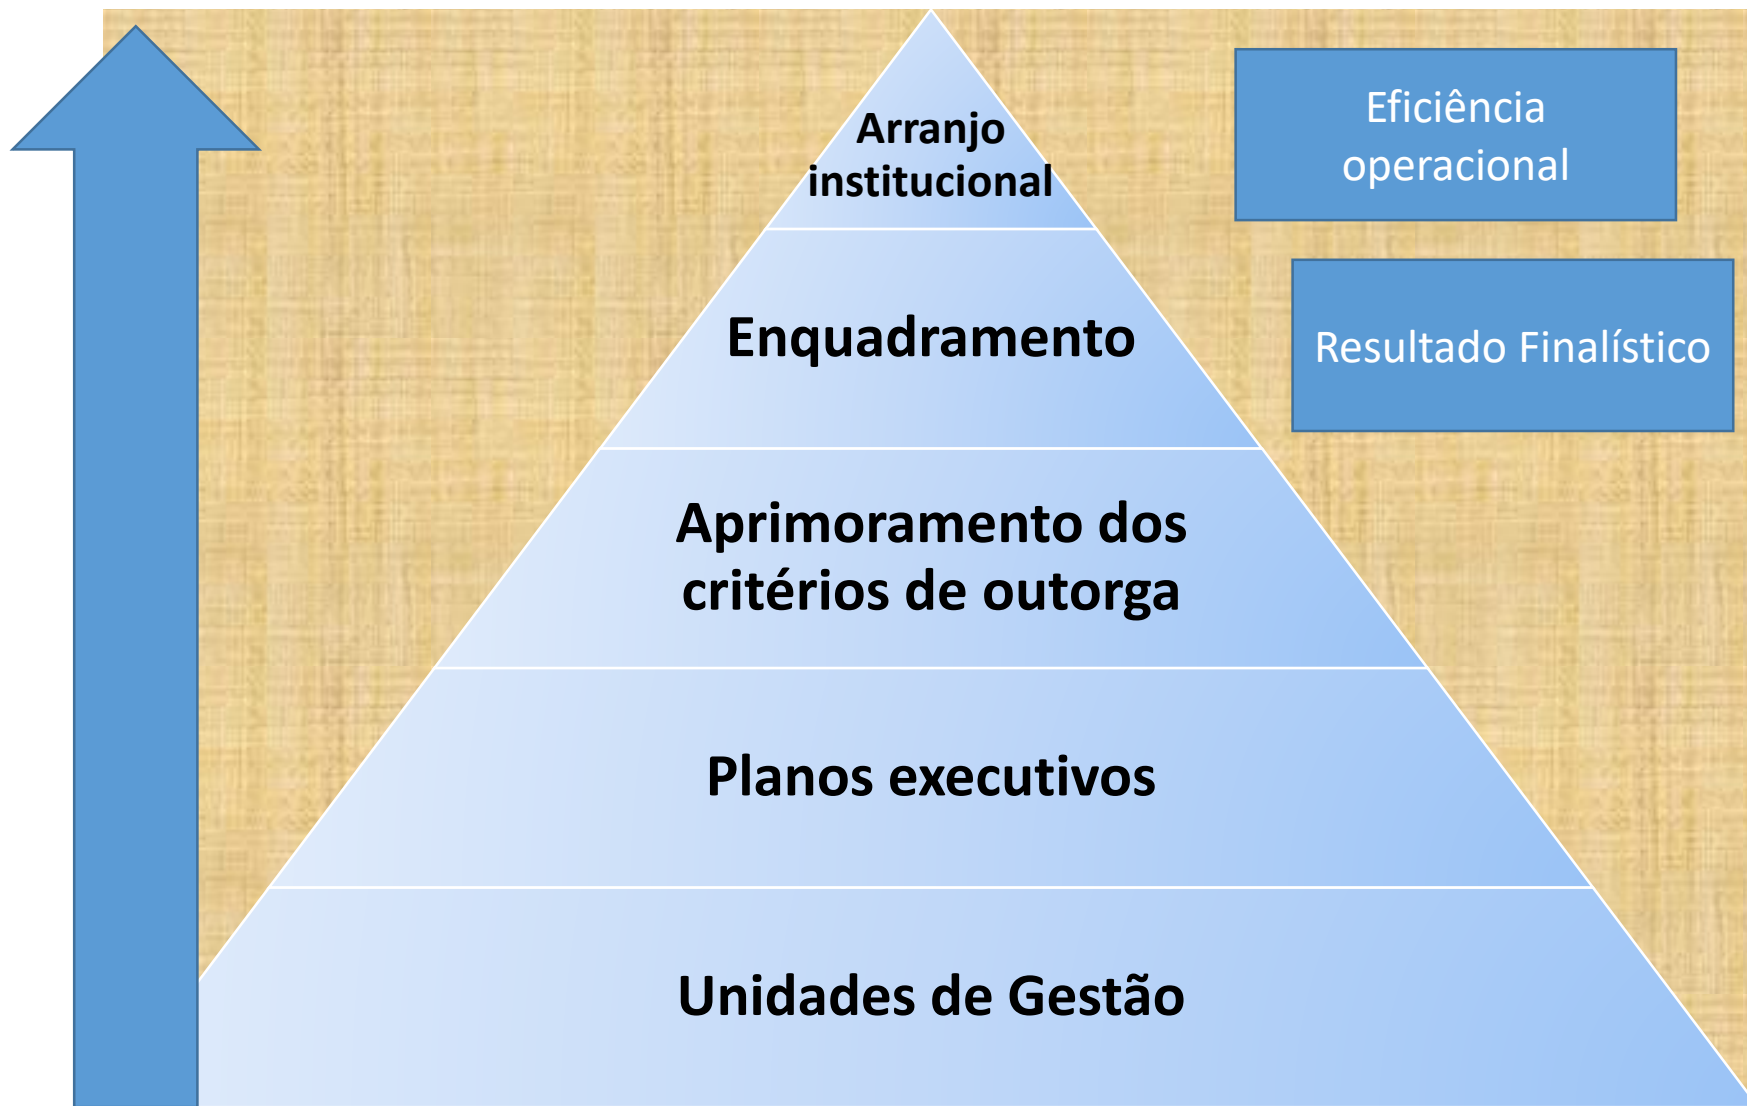 Arranjo
institucional
Eficiência
operacional
Enquadramento
Resultado Finalístico
Aprimoramento dos
critérios de outorga
Planos executivos
Unidades de Gestão